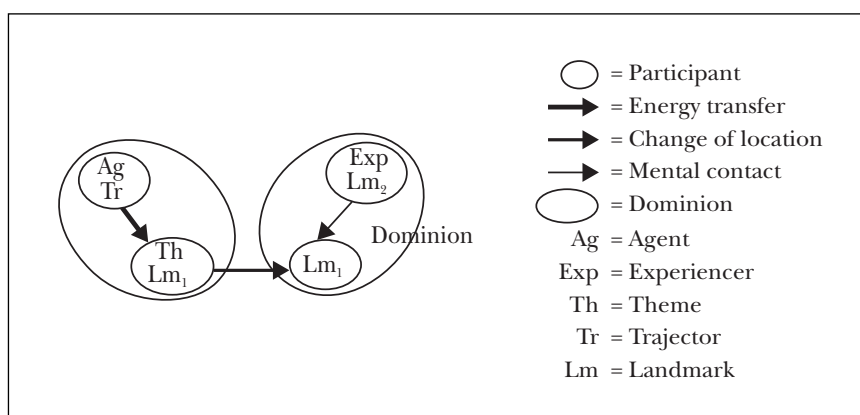 Ag
Tr
Th
Lm₁
Exp
Lm₂
Dominion
Lm₁
= Participant
= Energy transfer
= Change of location
= Mental contact
= Dominion
Ag = Agent
Exp = Experiencer
Th = Theme
Tr = Trajector
Lm = Landmark